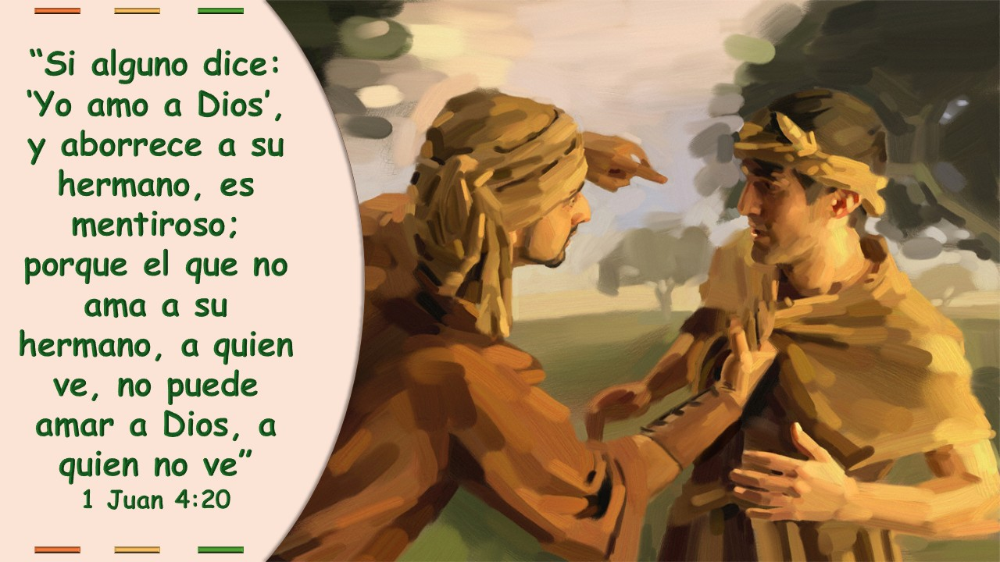 “Si alguno dice:
‘Yo amo a Dios’,
y aborrece a su
hermano, es
mentiroso;
porque el que no
ama a su
hermano, a quien
ve, no puede
amar a Dios, a
quien no ve”
1 Juan 4:20